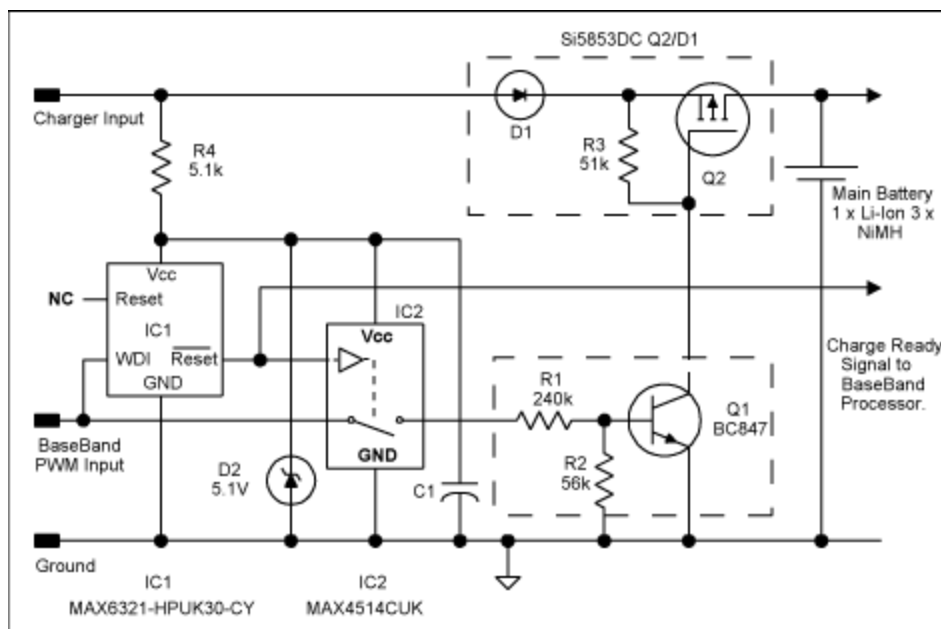 Si5853DC Q2/D1
Charger Input
D1
R4
5.1k
R3
51k
Q2
Main Battery
1 x Li-Ion 3 x
NiMH
Vcc
NC
Reset
IC1
WDI
Reset
GND
IC2
Vcc
GND
Charge Ready
Signal to
BaseBand
Processor.
R1
240k
Q1
BC847
BaseBand
PWM Input
D2
5.1V
C1
R2
56k
Ground
IC1
MAX6321-HPUK30-CY
IC2
MAX4514CUK